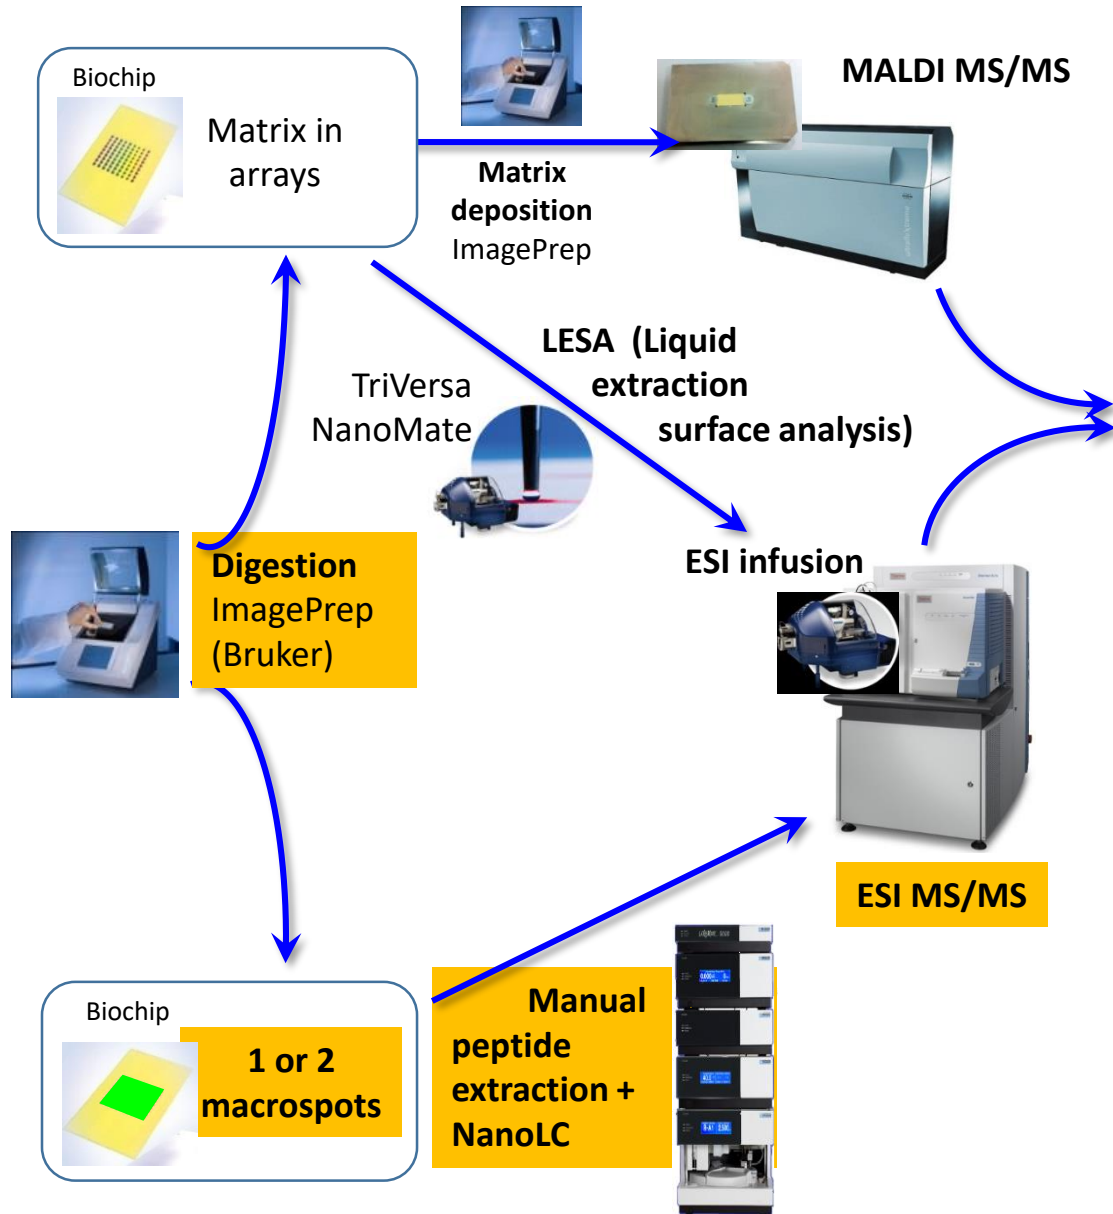 Biochip
Matrix in
arrays
Matrix
deposition
ImagePrep
MALDI MS/MS
LESA (Liquid
extraction
surface analysis)
TriVersa
NanoMate
ESI infusion
Digestion
ImagePrep
(Bruker)
ESI MS/MS
Biochip
1 or 2
macrospots
Manual
peptide
extraction +
NanoLC